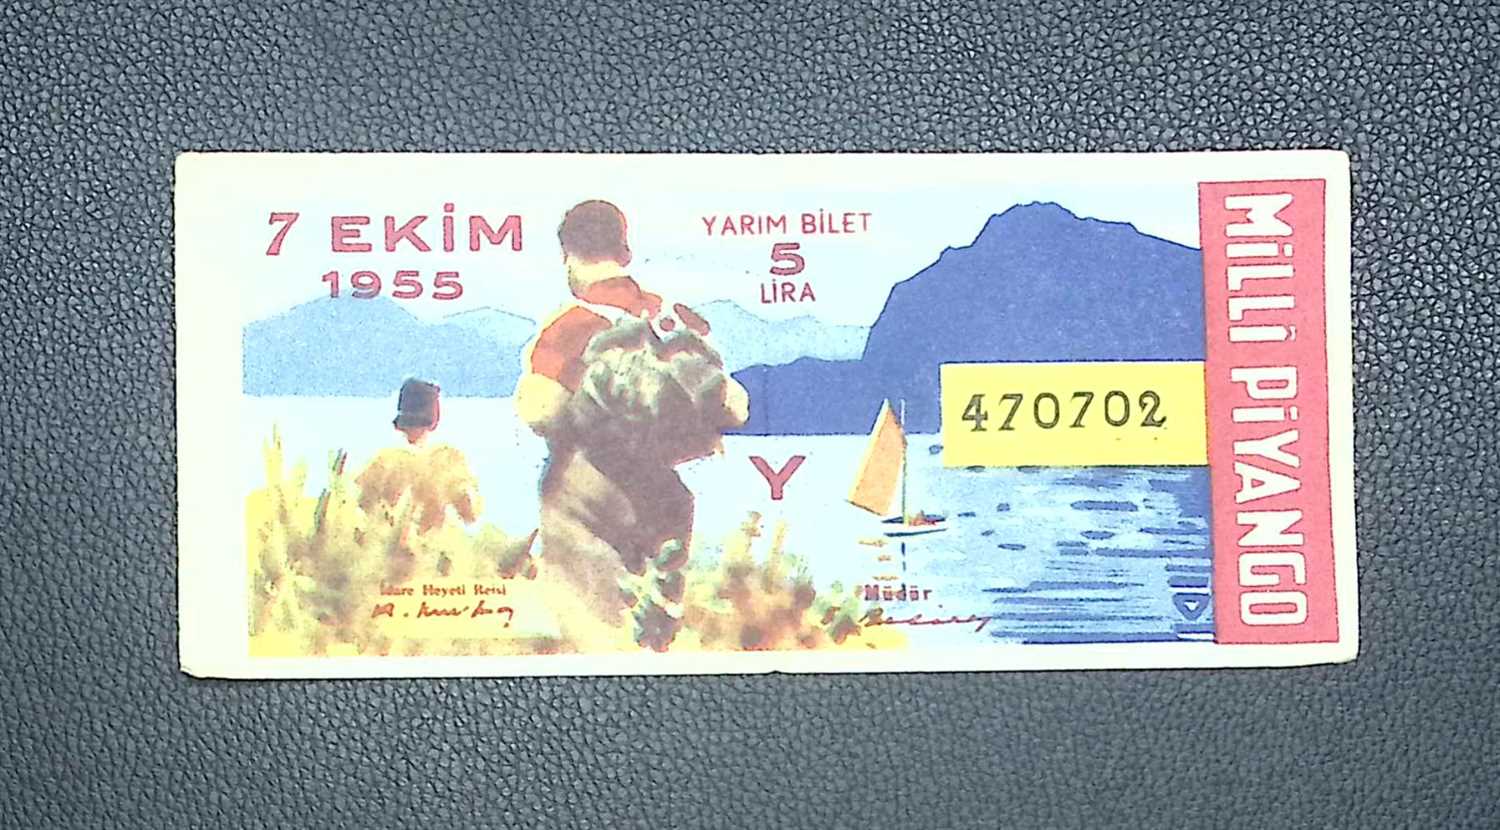 7 EKİM
1955
YARIM BİLET
5
LİRA
MİLLİ PİYANGO
470702
Y
İdare Heyeti Reisi
Müdür